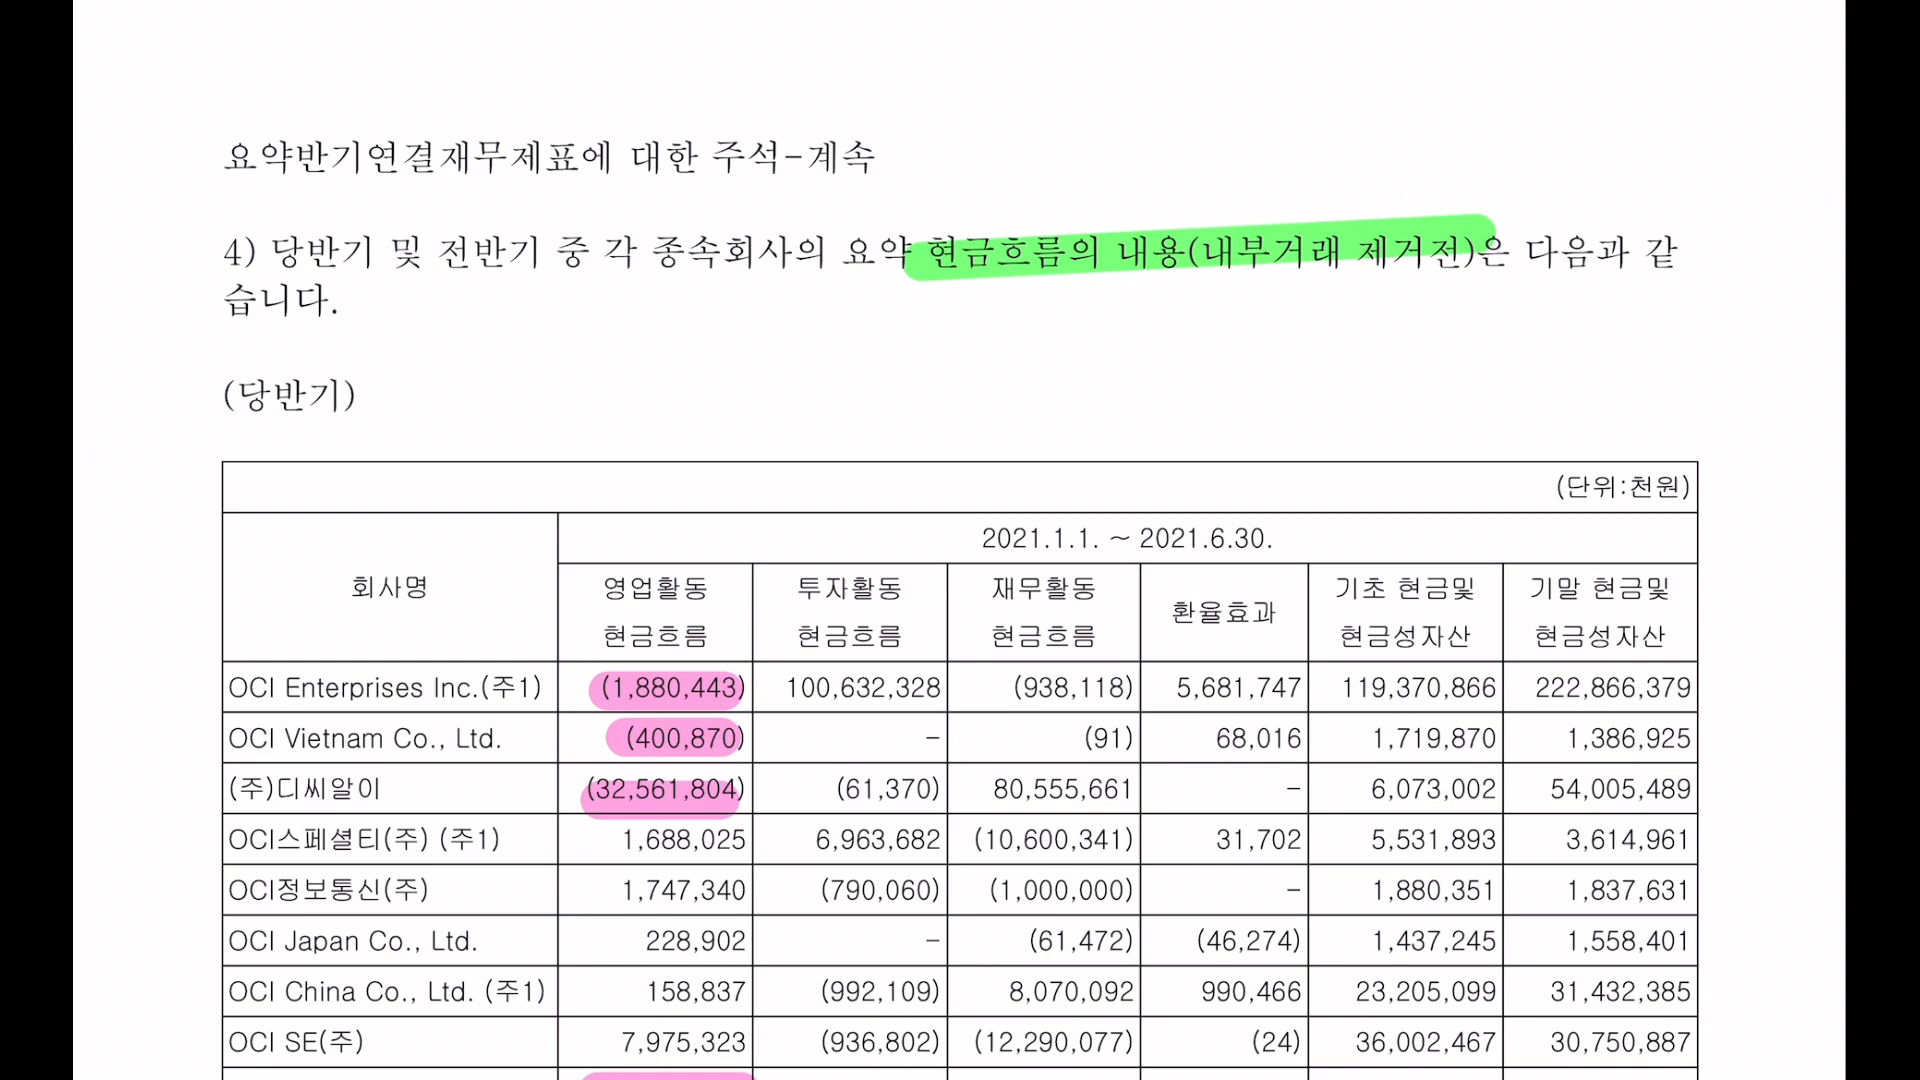 요약반기연결재무제표에 대한 주석-계속
4) 당반기 및 전반기 중 각 종속회사의 요약 현금흐름의 내용(내부거래 제거전)은 다음과 같
습니다.
(당반기)
(단위:천원)
회사명 2021.1.1. ~ 2021.6.30.
영업활동 현금흐름 투자활동 현금흐름 재무활동 현금흐름 환율효과 기초 현금및 현금성자산 기말 현금및 현금성자산
OCI Enterprises Inc.(주1) (1,880,443) 100,632,328 (938,118) 5,681,747 119,370,866 222,866,379
OCI Vietnam Co., Ltd. (400,870) - (91) 68,016 1,719,870 1,386,925
(주)디씨알이 (32,561,804) (61,370) 80,555,661 - 6,073,002 54,005,489
OCI스페셜티(주) (주1) 1,688,025 6,963,682 (10,600,341) 31,702 5,531,893 3,614,961
OCI정보통신(주) 1,747,340 (790,060) (1,000,000) - 1,880,351 1,837,631
OCI Japan Co., Ltd. 228,902 - (61,472) (46,274) 1,437,245 1,558,401
OCI China Co., Ltd. (주1) 158,837 (992,109) 8,070,092 990,466 23,205,099 31,432,385
OCI SE(주) 7,975,323 (936,802) (12,290,077) (24) 36,002,467 30,750,887